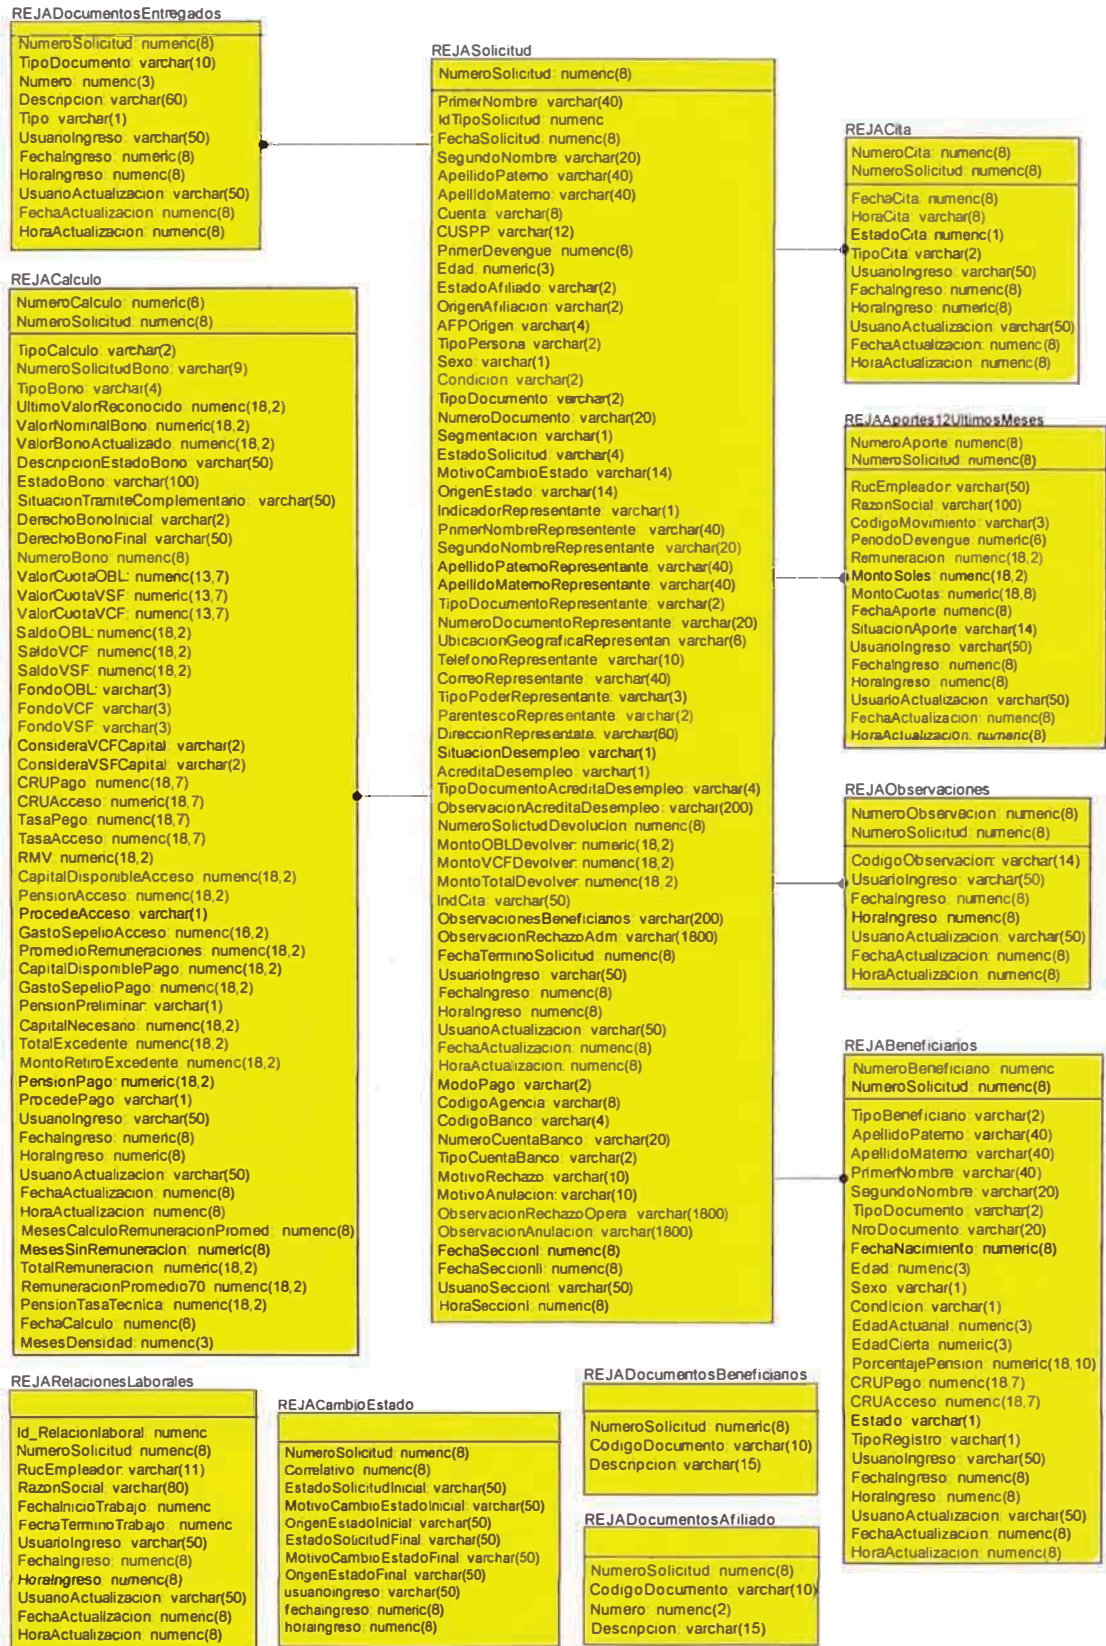 REJADocumentosEntregados
NumeroSolicitud: numeric(8)
TipoDocumento: varchar(10)
Numero: numeric(3)
Descripcion: varchar(60)
Tipo: varchar(1)
UsuarioIngreso: varchar(50)
FechaIngreso: numeric(8)
HoraIngreso: numeric(8)
UsuarioActualizacion: varchar(50)
FechaActualizacion: numeric(8)
HoraActualizacion: numeric(8)
REJACalculo
NumeroCalculo: numeric(6)
NumeroSolicitud: numeric(8)
TipoCalculo: varchar(2)
NumeroSolicitudBono: varchar(9)
TipoBono: varchar(4)
UltimoValorReconocido: numeric(18,2)
ValorNominalBono: numeric(18,2)
ValorBonoActualizado: numeric(18,2)
DescripcionEstadoBono: varchar(50)
EstadoBono: varchar(100)
SituacionTramiteComplementario: varchar(50)
DerechoBonoInicial: varchar(2)
DerechoBonoFinal: varchar(50)
NumeroBono: numeric(8)
ValorCuotaOBL: numeric(13,7)
ValorCuotaVSF: numeric(13,7)
ValorCuotaVCF: numeric(13,7)
SaldoOBL: numeric(18,2)
SaldoVCF: numeric(18,2)
SaldoVSF: numeric(18,2)
FondoOBL: varchar(3)
FondoVCF: varchar(3)
FondoVSF: varchar(3)
ConsideraVCFCapital: varchar(2)
ConsideraVSFCapital: varchar(2)
CRUPago: numeric(18,7)
CRUAcceso: numeric(18,7)
TasaPago: numeric(18,7)
TasaAcceso: numeric(18,7)
RMV: numeric(18,2)
CapitalDisponibleAcceso: numeric(18,2)
PensionAcceso: numeric(18,2)
ProcedeAcceso: varchar(1)
GastoSepelioAcceso: numeric(18,2)
PromedioRemuneraciones: numeric(18,2)
CapitalDisponiblePago: numeric(18,2)
GastoSepelioPago: numeric(18,2)
PensionPreliminar: varchar(1)
CapitalNecesario: numeric(18,2)
TotalExcedente: numeric(18,2)
MontoRetiroExcedente: numeric(18,2)
PensionPago: numeric(18,2)
ProcedePago: varchar(1)
UsuarioIngreso: varchar(50)
FechaIngreso: numeric(8)
HoraIngreso: numeric(8)
UsuarioActualizacion: varchar(50)
FechaActualizacion: numeric(8)
HoraActualizacion: numeric(8)
MesesCalculoRemuneracionPromed: numeric(8)
MesesSinRemuneracion: numeric(8)
TotalRemuneracion: numeric(18,2)
RemuneracionPromedio70: numeric(18,2)
PensionTasaTecnica: numeric(18,2)
FechaCalculo: numeric(8)
MesesDensidad: numeric(3)
REJASolicitud
NumeroSolicitud: numeric(8)
PrimerNombre: varchar(40)
IdTipoSolicitud: numeric
FechaSolicitud: numeric(8)
SegundoNombre: varchar(20)
ApellidoPaterno: varchar(40)
ApellidoMaterno: varchar(40)
Cuenta: varchar(8)
CUSPP: varchar(12)
PrimerDevengue: numeric(6)
Edad: numeric(3)
EstadoAfiliado: varchar(2)
OrigenAfiliacion: varchar(2)
AFPOrigen: varchar(4)
TipoPersona: varchar(2)
Sexo: varchar(1)
Condicion: varchar(2)
TipoDocumento: varchar(2)
NumeroDocumento: varchar(20)
Segmentacion: varchar(1)
EstadoSolicitud: varchar(4)
MotivoCambioEstado: varchar(14)
OrigenEstado: varchar(14)
IndicadorRepresentante: varchar(1)
PrimerNombreRepresentente: varchar(40)
SegundoNombreRepresentante: varchar(20)
ApellidoPaternoRepresentante: varchar(40)
ApellidoMaternoRepresentante: varchar(40)
TipoDocumentoRepresentante: varchar(2)
NumeroDocumentoRepresentante: varchar(20)
UbicacionGeograficaRepresentan: varchar(6)
TelefonoRepresentante: varchar(10)
CorreoRepresentante: varchar(40)
TipoPoderRepresentante: varchar(3)
ParentescoRepresentante: varchar(2)
DireccionRepresentata: varchar(80)
SituacionDesempleo: varchar(1)
AcreditaDesempleo: varchar(1)
TipoDocumentoAcreditaDesempleo: varchar(4)
ObservacionAcreditaDesempleo: varchar(200)
NumeroSolictudDevolucion: numeric(8)
MontoOBLDevolver: numeric(18,2)
MontoVCFDevolver: numeric(18,2)
MontoTotalDevolver: numeric(18,2)
IndCita: varchar(50)
ObservacionesBeneficiarios: varchar(200)
ObservacionRechazoAdm: varchar(1800)
FechaTerminoSolicitud: numeric(8)
UsuarioIngreso: varchar(50)
FechaIngreso: numeric(8)
HoraIngreso: numeric(8)
UsuarioActualizacion: varchar(50)
FechaActualizacion: numeric(8)
HoraActualizacion: numeric(8)
ModoPago: varchar(2)
CodigoAgencia: varchar(8)
CodigoBanco: varchar(4)
NumeroCuentaBanco: varchar(20)
TipoCuentaBanco: varchar(2)
MotivoRechazo: varchar(10)
MotivoAnulacion: varchar(10)
ObservacionRechazoOpera: varchar(1800)
ObservacionAnulacion: varchar(1800)
FechaSeccionI: numeric(8)
FechaSeccionII: numeric(8)
UsuarioSeccionI: varchar(50)
HoraSeccionI: numeric(8)
REJACita
NumeroCita: numeric(8)
NumeroSolicitud: numeric(8)
FechaCita: numeric(8)
HoraCita: varchar(8)
EstadoCita: numeric(1)
TipoCita: varchar(2)
UsuarioIngreso: varchar(50)
FachaIngreso: numeric(8)
HoraIngreso: numeric(8)
UsuarioActualizacion: varchar(50)
FechaActualizacion: numeric(8)
HoraActualizacion: numeric(8)
REJAAportes12UltimosMeses
NumeroAporte: numeric(8)
NumeroSolicitud: numeric(8)
RucEmpleador: varchar(50)
RazonSocial: varchar(100)
CodigoMovimiento: varchar(3)
PeriodoDevengue: numeric(6)
Remuneracion: numeric(18,2)
MontoSoles: numeric(18,2)
MontoCuotas: numeric(18,8)
FechaAporte: numeric(8)
SituacionAporte: varchar(14)
UsuarioIngreso: varchar(50)
FechaIngreso: numeric(8)
HoraIngreso: numeric(8)
UsuarioActualizacion: varchar(50)
FechaActualizacion: numeric(8)
HoraActualizacion: numeric(8)
REJAObservaciones
NumeroObservacion: numeric(8)
NumeroSolicitud: numeric(8)
CodigoObservacion: varchar(14)
UsuarioIngreso: varchar(50)
FechaIngreso: numeric(8)
HoraIngreso: numeric(8)
UsuarioActualizacion: varchar(50)
FechaActualizacion: numeric(8)
HoraActualizacion: numeric(8)
REJABeneficiarios
NumeroBeneficiario: numeric
NumeroSolicitud: numeric(8)
TipoBeneficiario: varchar(2)
ApellidoPaterno: varchar(40)
ApellidoMaterno: varchar(40)
PrimerNombre: varchar(40)
SegundoNombre: varchar(20)
TipoDocumento: varchar(2)
NroDocumento: varchar(20)
FechaNacimiento: numeric(8)
Edad: numeric(3)
Sexo: varchar(1)
Condicion: varchar(1)
EdadActuarial: numeric(3)
EdadCierta: numeric(3)
PorcentajePension: numeric(18,10)
CRUPago: numeric(18,7)
CRUAcceso: numeric(18,7)
Estado: varchar(1)
TipoRegistro: varchar(1)
UsuarioIngreso: varchar(50)
FechaIngreso: numeric(8)
HoraIngreso: numeric(8)
UsuarioActualizacion: varchar(50)
FechaActualizacion: numeric(8)
HoraActualizacion: numeric(8)
REJARelacionesLaborales
Id_Relacionlaboral: numeric
NumeroSolicitud: numeric(8)
RucEmpleador: varchar(11)
RazonSocial: varchar(80)
FechaInicioTrabajo: numeric
FechaTerminoTrabajo: numeric
UsuarioIngreso: varchar(50)
FechaIngreso: numeric(8)
HoraIngreso: numeric(8)
UsuarioActualizacion: varchar(50)
FechaActualizacion: numeric(8)
HoraActualizacion: numeric(8)
REJACambioEstado
NumeroSolicitud: numeric(8)
Correlativo: numeric(8)
EstadoSolicitudInicial: varchar(50)
MotivoCambioEstadoInicial: varchar(50)
OrigenEstadoInicial: varchar(50)
EstadoSolicitudFinal: varchar(50)
MotivoCambioEstadoFinal: varchar(50)
OrigenEstadoFinal: varchar(50)
usuarioingreso: varchar(50)
fechaingreso: numeric(8)
horaingreso: numeric(8)
REJADocumentosBeneficiarios
NumeroSolicitud: numeric(8)
CodigoDocumento: varchar(10)
Descripcion: varchar(15)
REJADocumentosAfiliado
NumeroSolicitud: numeric(8)
CodigoDocumento: varchar(10)
Numero: numeric(2)
Descripcion: varchar(15)